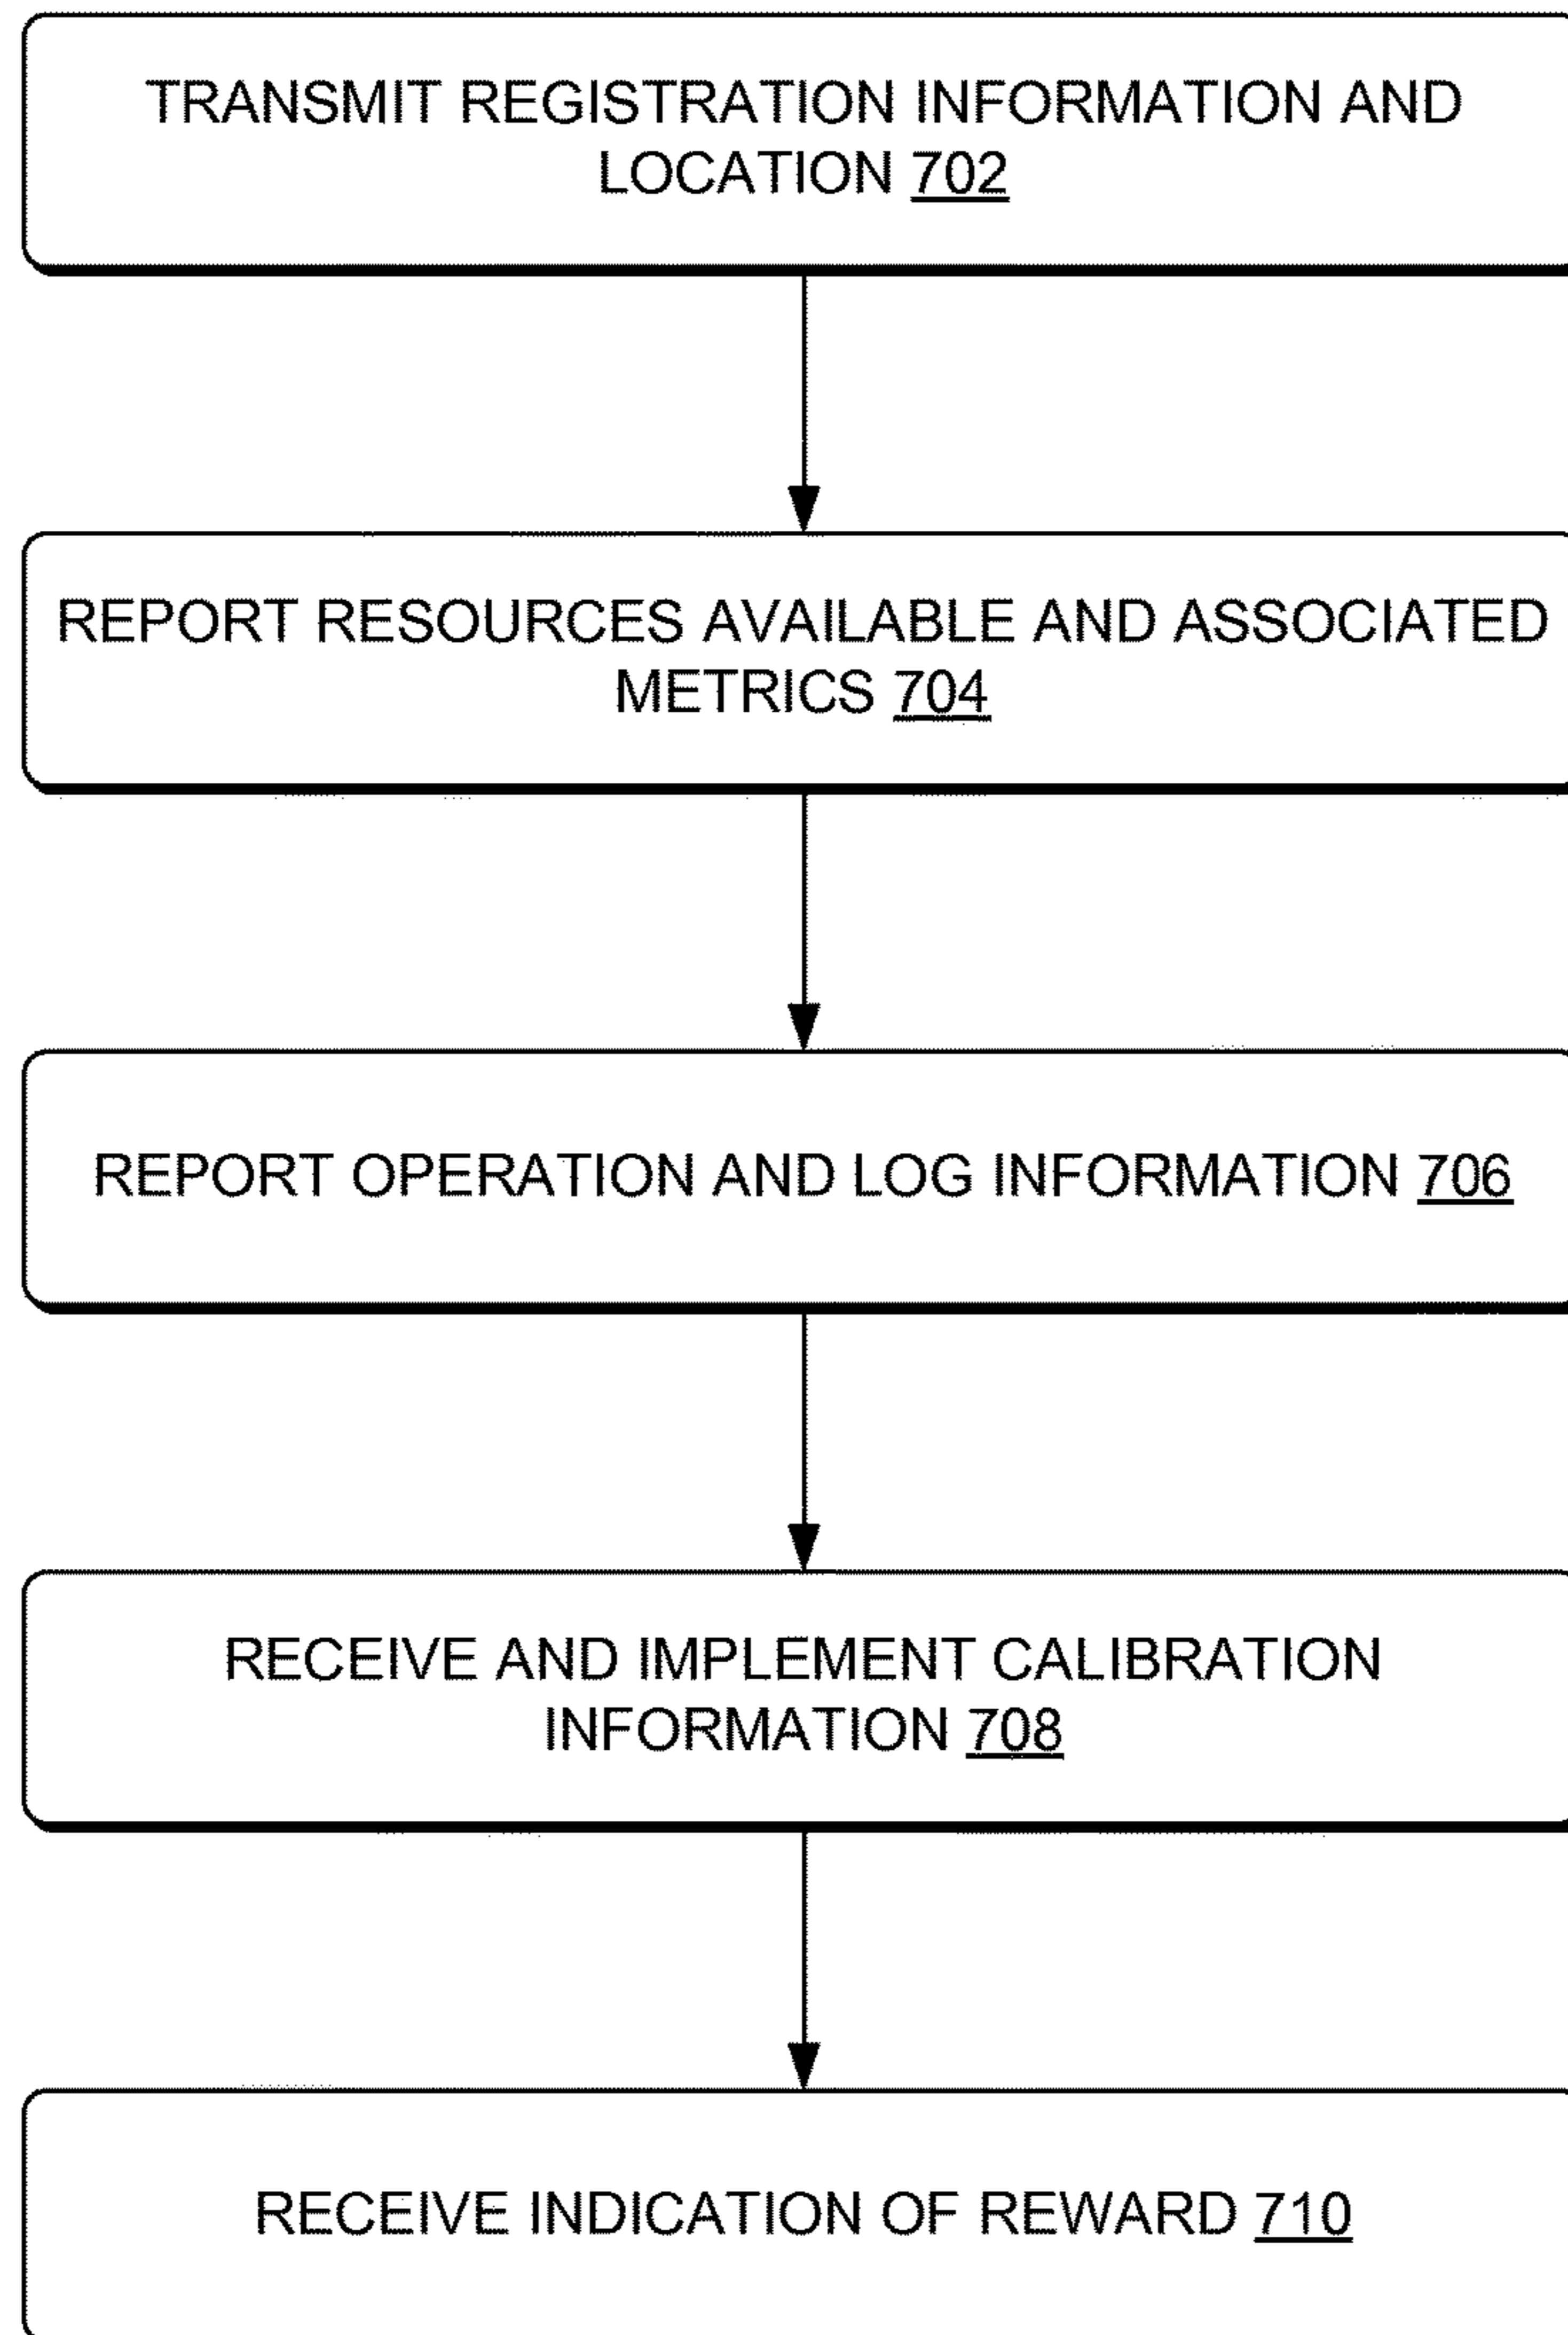 TRANSMIT REGISTRATION INFORMATION AND
LOCATION 702
REPORT RESOURCES AVAILABLE AND ASSOCIATED
METRICS 704
REPORT OPERATION AND LOG INFORMATION 706
RECEIVE AND IMPLEMENT CALIBRATION
INFORMATION 708
RECEIVE INDICATION OF REWARD 710